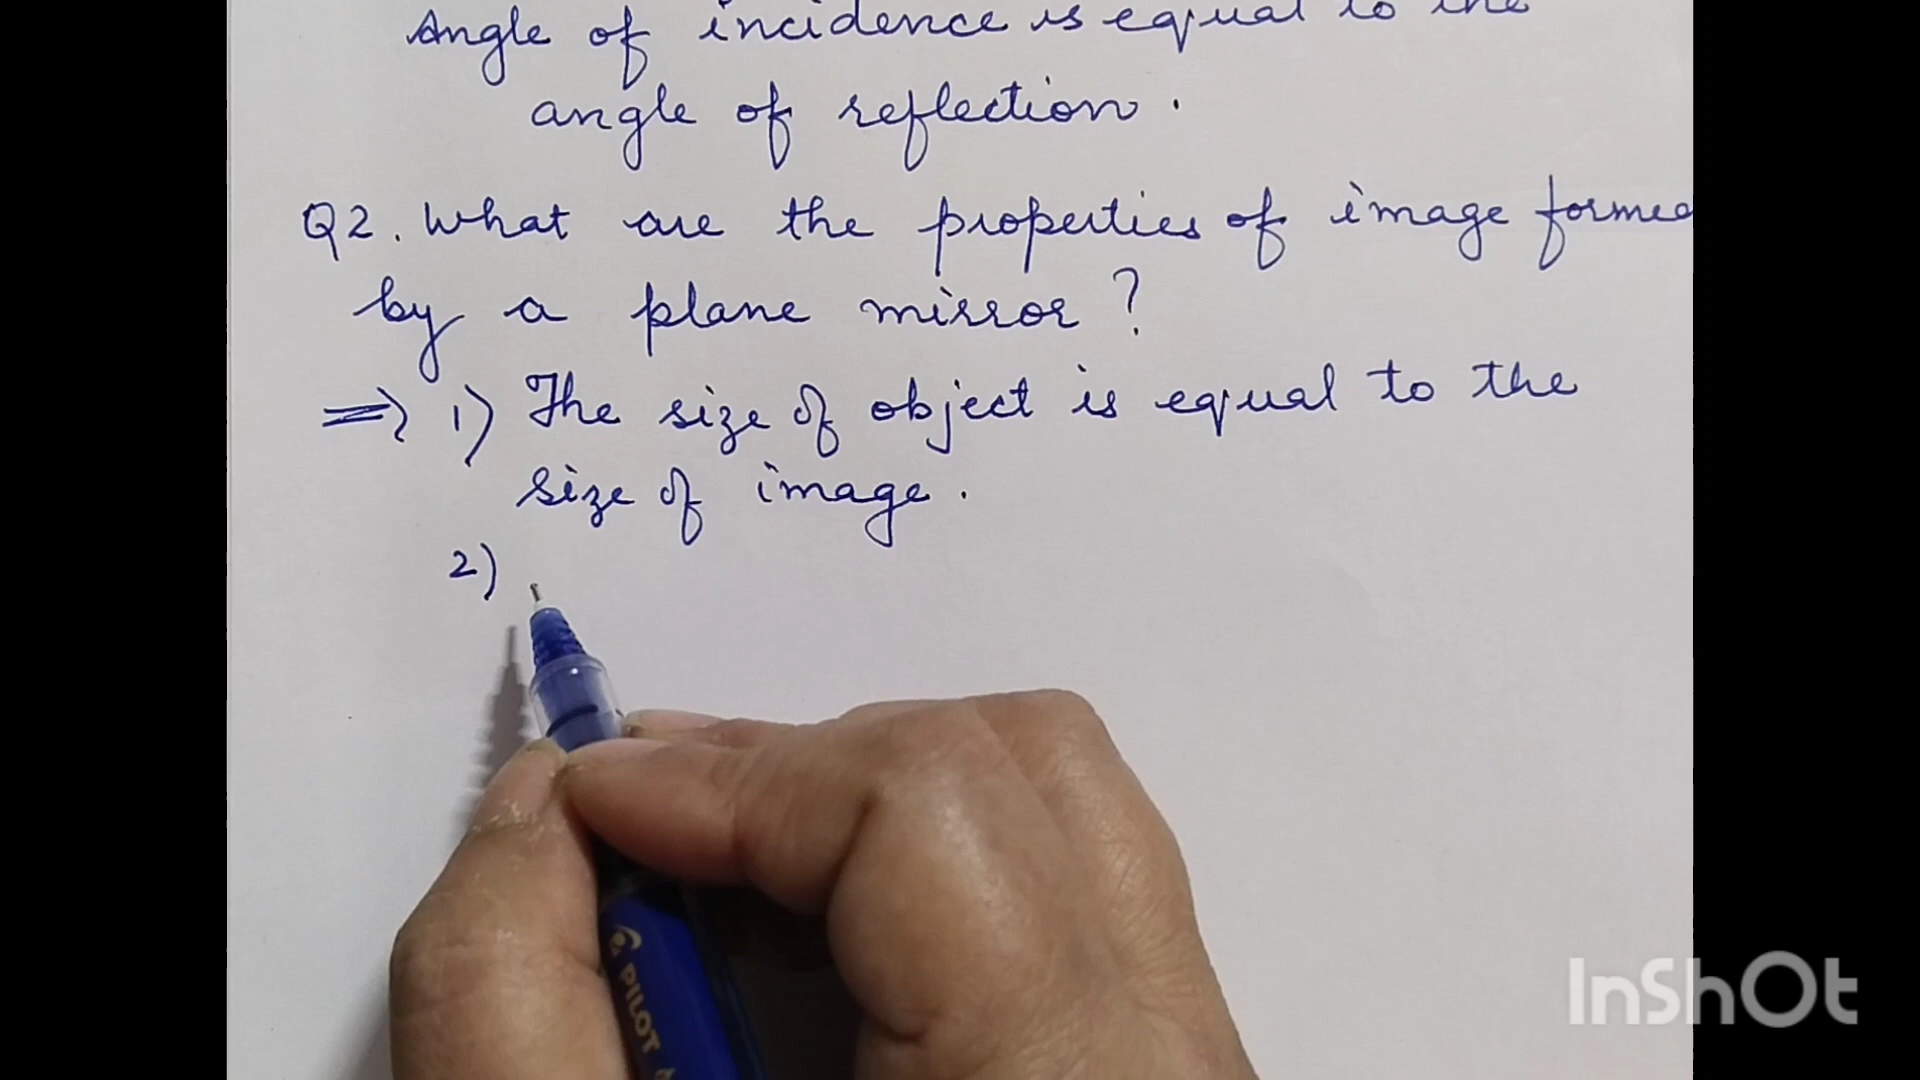 Angle of incidence is equal to the
angle of reflection.
Q2. What are the properties of image formed
by a plane mirror?
⇒ 1) The size of object is equal to the
size of image.
2)
PILOT
InShOt